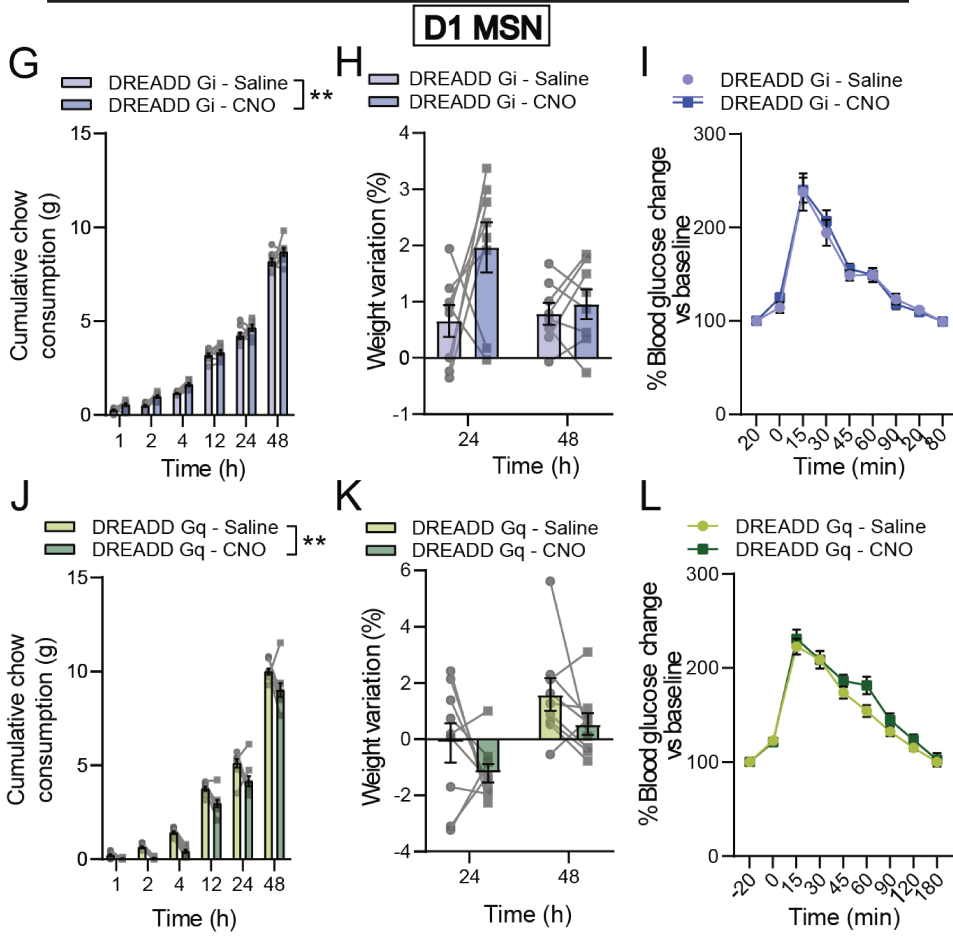 D1 MSN
G
DREADD Gi - Saline
DREADD Gi - CNO
**
15
10
5
0
Cumulative chow
consumption (g)
1 2 4 12 24 48
Time (h)
H
DREADD Gi - Saline
DREADD Gi - CNO
4
3
2
1
0
-1
Weight variation (%)
24 48
Time (h)
I
DREADD Gi - Saline
DREADD Gi - CNO
300
200
100
0
% Blood glucose change
vs baseline
20 0 15 30 45 60 90 120 80
Time (min)
J
DREADD Gq - Saline
DREADD Gq - CNO
**
15
10
5
0
Cumulative chow
consumption (g)
1 2 4 12 24 48
Time (h)
K
DREADD Gq - Saline
DREADD Gq - CNO
6
4
2
0
-2
-4
Weight variation (%)
24 48
Time (h)
L
DREADD Gq - Saline
DREADD Gq - CNO
300
200
100
0
% Blood glucose change
vs baseline
-20 0 15 30 45 60 90 120 180
Time (min)